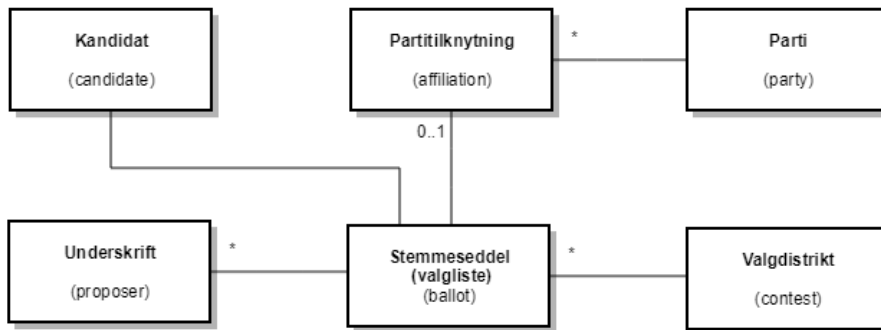 Kandidat
(candidate)
Partitilknytning
(affiliation)
*
Parti
(party)
0..1
Underskrift
(proposer)
*
Stemmeseddel
(valgliste)
(ballot)
*
Valgdistrikt
(contest)